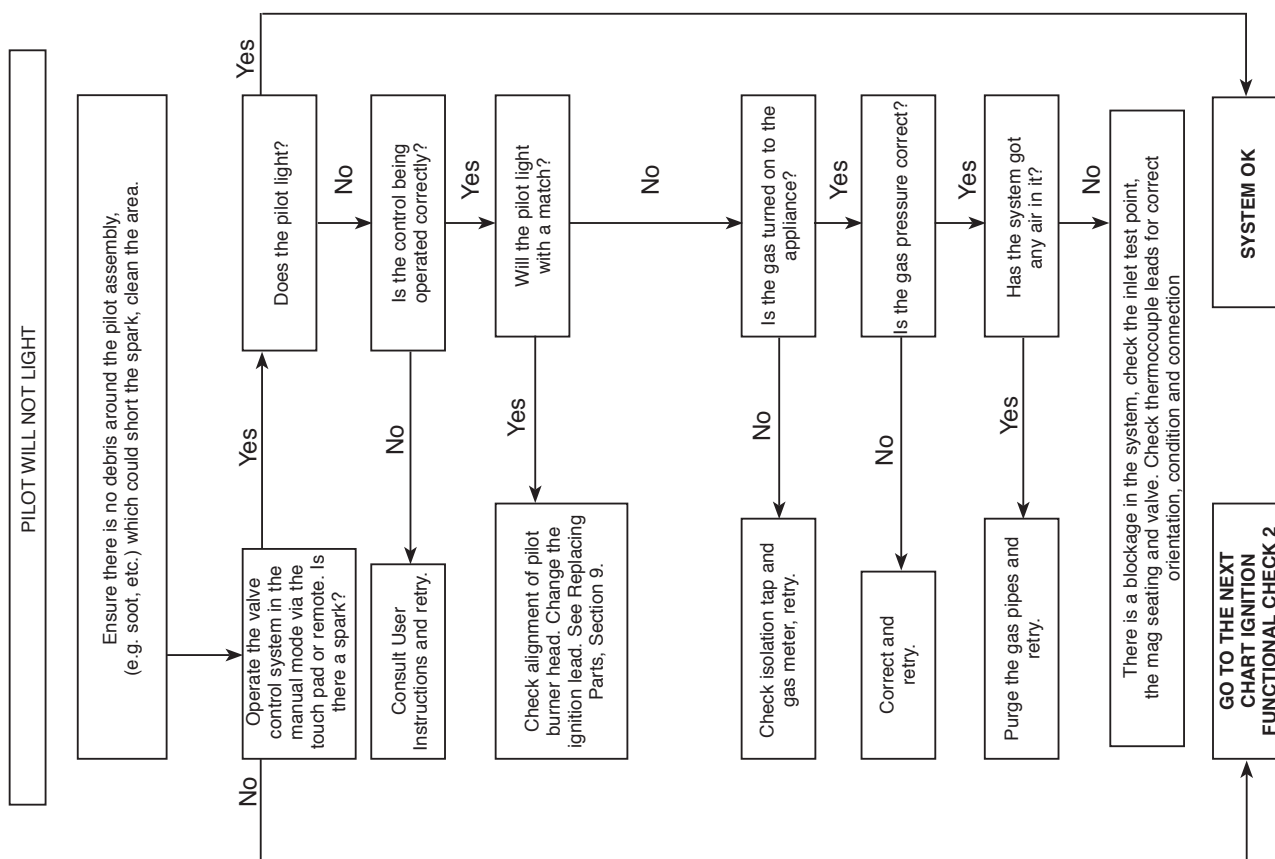 PILOT WILL NOT LIGHT
Ensure there is no debris around the pilot assembly,
(e.g. soot, etc.) which could short the spark, clean the area.
Operate the valve
control system in the
manual mode via the
touch pad or remote. Is
there a spark?
Yes
No
Does the pilot light?
Yes
No
Is the control being
operated correctly?
No
Consult User
Instructions and retry.
Yes
Will the pilot light
with a match?
Yes
Check alignment of pilot
burner head. Change the
ignition lead. See Replacing
Parts, Section 9.
No
Is the gas turned on to the
appliance?
No
Check isolation tap and
gas meter, retry.
Yes
Is the gas pressure correct?
No
Correct and
retry.
Yes
Has the system got
any air in it?
Yes
Purge the gas pipes and
retry.
No
There is a blockage in the system, check the inlet test point,
the mag seating and valve. Check thermocouple leads for correct
orientation, condition and connection
GO TO THE NEXT
CHART IGNITION
FUNCTIONAL CHECK 2
SYSTEM OK